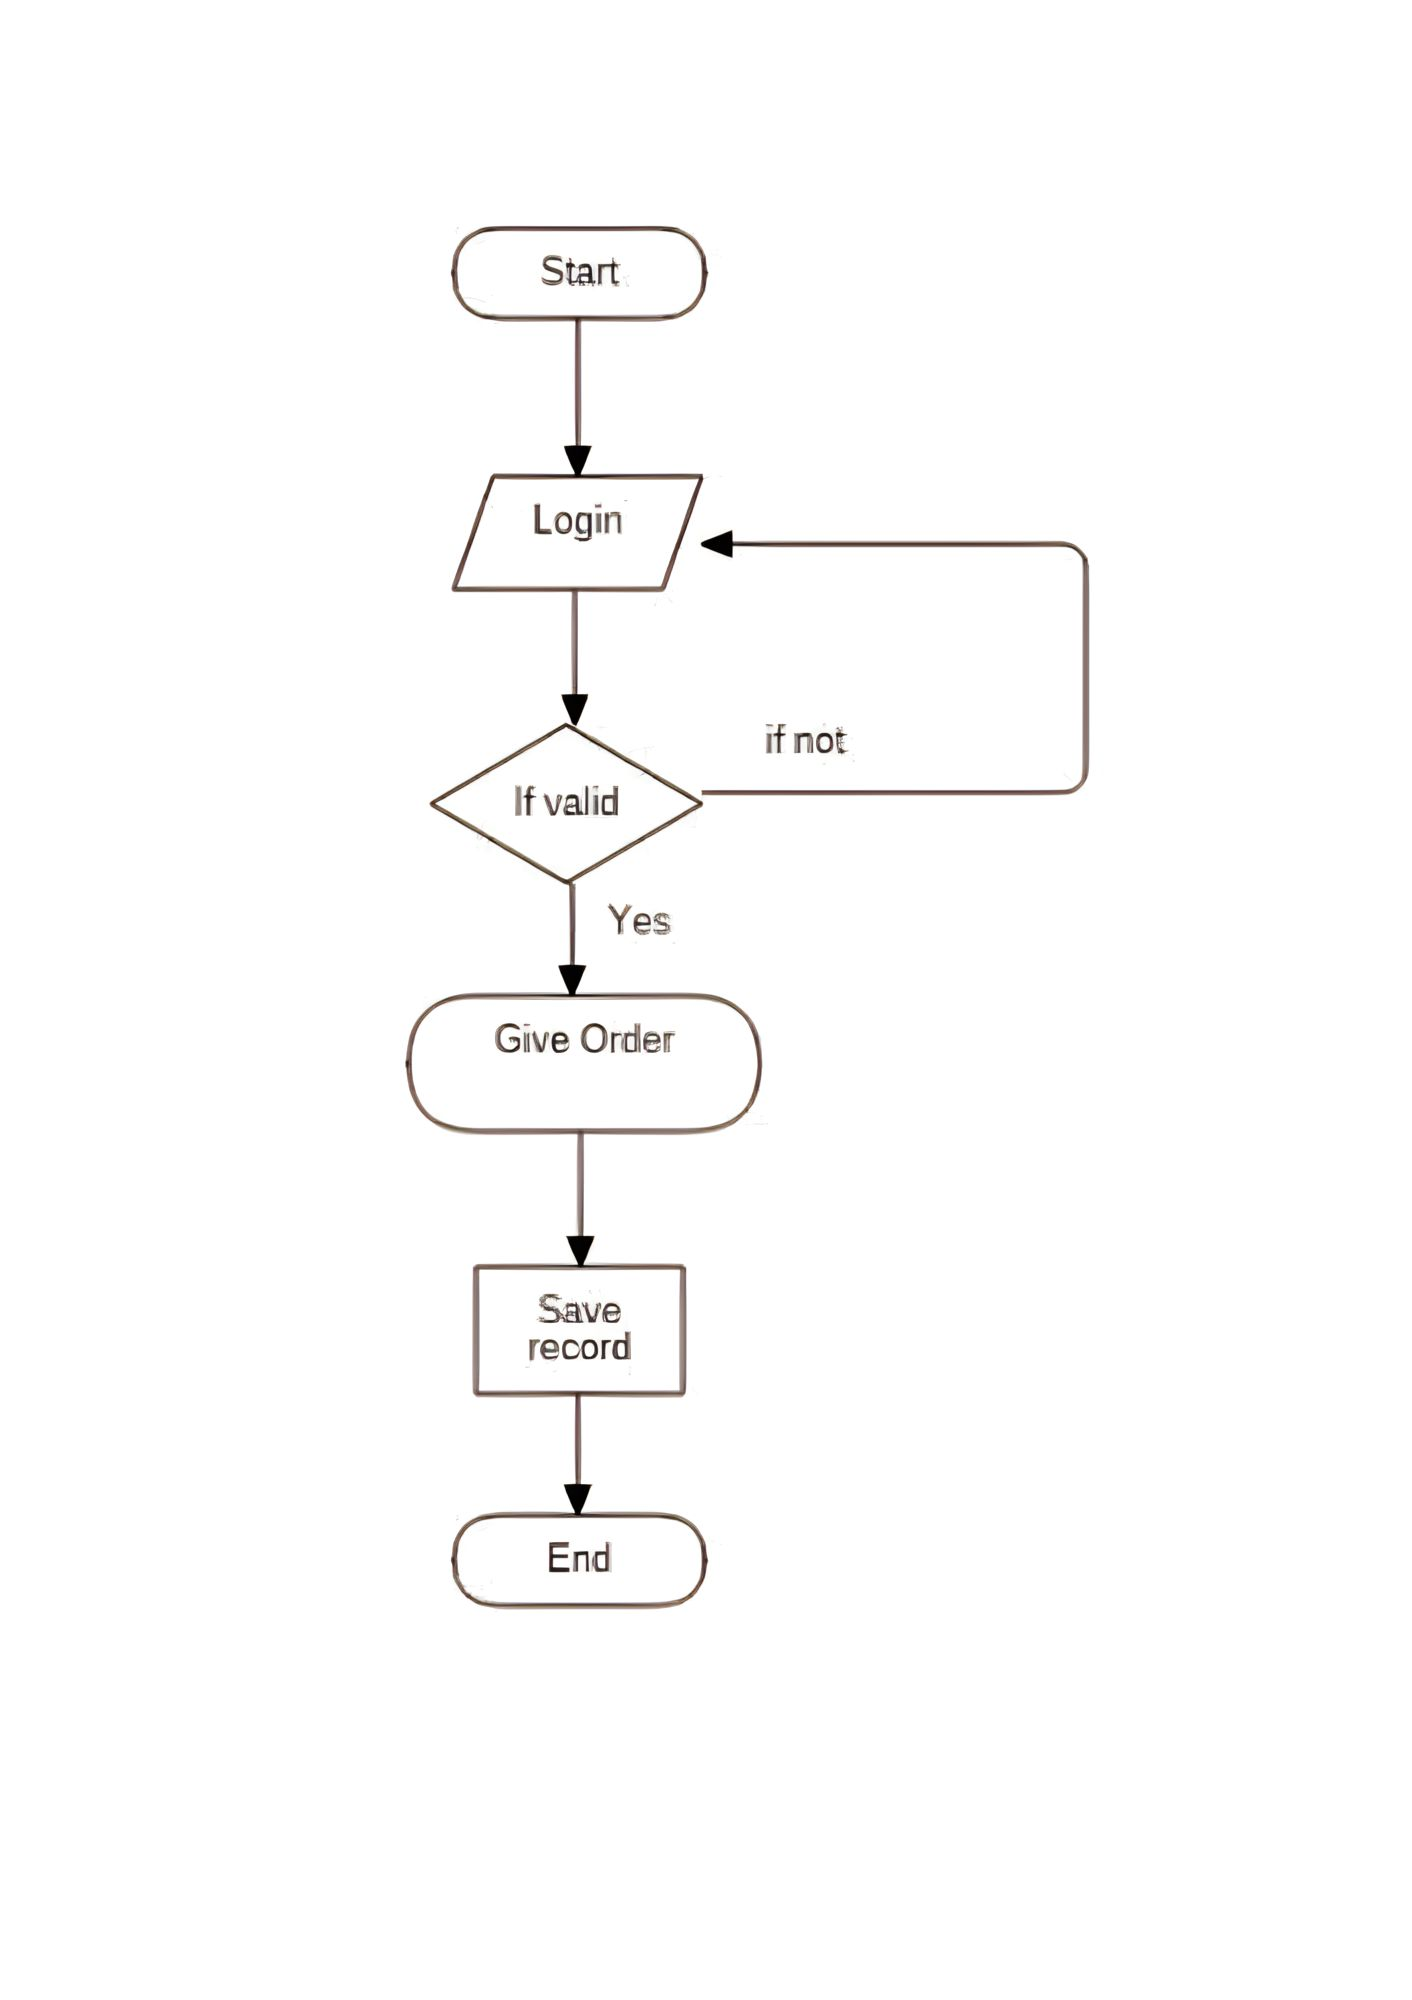 Start
Login
if not
If valid
Yes
Give Order
Save
record
End